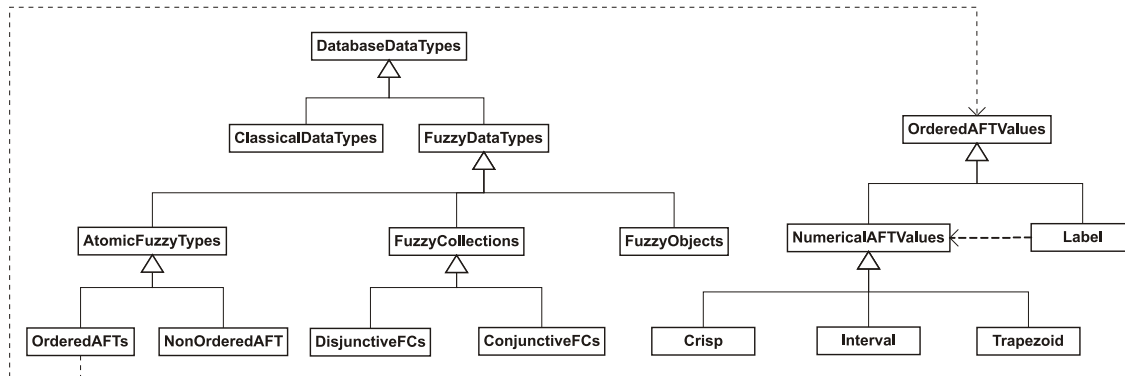 DatabaseDataTypes
ClassicalDataTypes
FuzzyDataTypes
OrderedAFTValues
AtomicFuzzyTypes
FuzzyCollections
FuzzyObjects
NumericalAFTValues
Label
OrderedAFTs
NonOrderedAFT
DisjunctiveFCs
ConjunctiveFCs
Crisp
Interval
Trapezoid